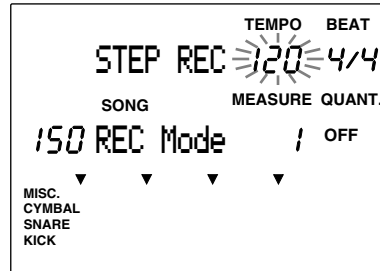 TEMPO BEAT
STEP REC 120 4/4
SONG MEASURE QUANT.
150 REC Mode 1 OFF
MISC.
CYMBAL
SNARE
KICK